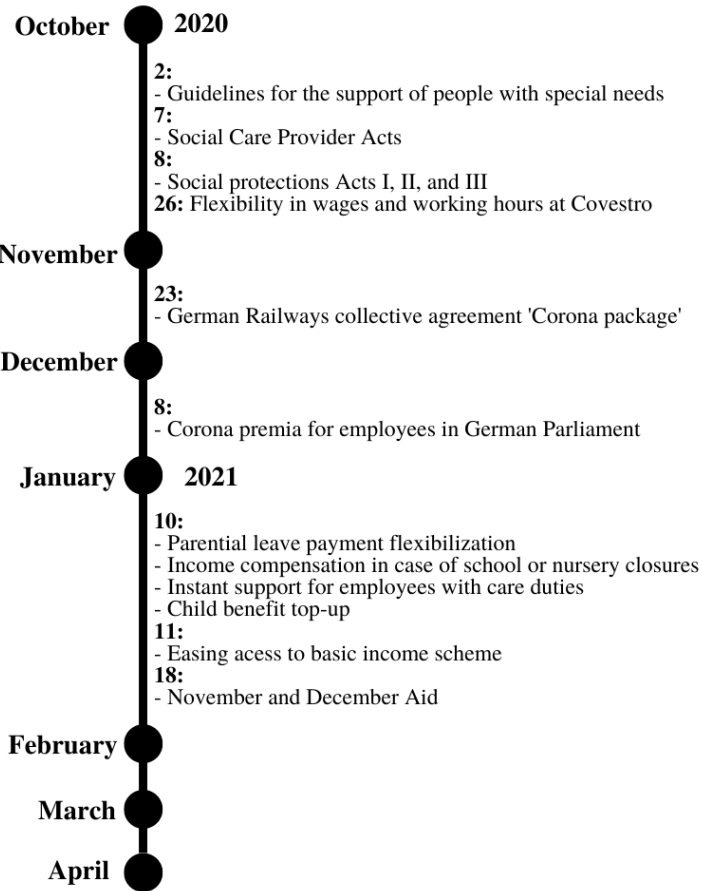 October 2020
2:
- Guidelines for the support of people with special needs
7:
- Social Care Provider Acts
8:
- Social protections Acts I, II, and III
26: Flexibility in wages and working hours at Covestro
November
23:
- German Railways collective agreement 'Corona package'
December
8:
- Corona premia for employees in German Parliament
January 2021
10:
- Parential leave payment flexibilization
- Income compensation in case of school or nursery closures
- Instant support for employees with care duties
- Child benefit top-up
11:
- Easing acess to basic income scheme
18:
- November and December Aid
February
March
April